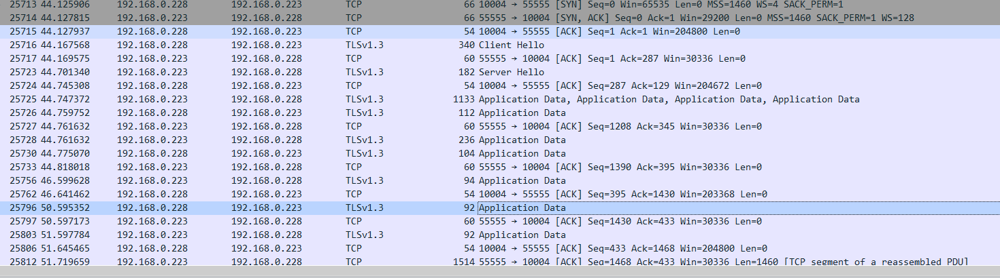 25713 44.125906 192.168.0.228 192.168.0.223 TCP 66 10004 → 55555 [SYN] Seq=0 Win=65535 Len=0 MSS=1460 WS=4 SACK_PERM=1
25714 44.127815 192.168.0.223 192.168.0.228 TCP 66 55555 → 10004 [SYN, ACK] Seq=0 Ack=1 Win=29200 Len=0 MSS=1460 SACK_PERM=1 WS=128
25715 44.127937 192.168.0.228 192.168.0.223 TCP 54 10004 → 55555 [ACK] Seq=1 Ack=1 Win=204800 Len=0
25716 44.167568 192.168.0.228 192.168.0.223 TLSv1.3 340 Client Hello
25717 44.169575 192.168.0.223 192.168.0.228 TCP 60 55555 → 10004 [ACK] Seq=1 Ack=287 Win=30336 Len=0
25723 44.701340 192.168.0.223 192.168.0.228 TLSv1.3 182 Server Hello
25724 44.745308 192.168.0.228 192.168.0.223 TCP 54 10004 → 55555 [ACK] Seq=287 Ack=129 Win=204672 Len=0
25725 44.747372 192.168.0.223 192.168.0.228 TLSv1.3 1133 Application Data, Application Data, Application Data, Application Data
25726 44.759752 192.168.0.228 192.168.0.223 TLSv1.3 112 Application Data
25727 44.761632 192.168.0.223 192.168.0.228 TCP 60 55555 → 10004 [ACK] Seq=1208 Ack=345 Win=30336 Len=0
25728 44.761632 192.168.0.223 192.168.0.228 TLSv1.3 236 Application Data
25730 44.775070 192.168.0.228 192.168.0.223 TLSv1.3 104 Application Data
25733 44.818018 192.168.0.223 192.168.0.228 TCP 60 55555 → 10004 [ACK] Seq=1390 Ack=395 Win=30336 Len=0
25756 46.599628 192.168.0.223 192.168.0.228 TLSv1.3 94 Application Data
25762 46.641462 192.168.0.228 192.168.0.223 TCP 54 10004 → 55555 [ACK] Seq=395 Ack=1430 Win=203368 Len=0
25796 50.595352 192.168.0.228 192.168.0.223 TLSv1.3 92 Application Data
25797 50.597173 192.168.0.223 192.168.0.228 TCP 60 55555 → 10004 [ACK] Seq=1430 Ack=433 Win=30336 Len=0
25803 51.597784 192.168.0.223 192.168.0.228 TLSv1.3 92 Application Data
25806 51.645465 192.168.0.228 192.168.0.223 TCP 54 10004 → 55555 [ACK] Seq=433 Ack=1468 Win=204800 Len=0
25812 51.719659 192.168.0.223 192.168.0.228 TCP 1514 55555 → 10004 [ACK] Seq=1468 Ack=433 Win=30336 Len=1460 [TCP segment of a reassembled PDU]